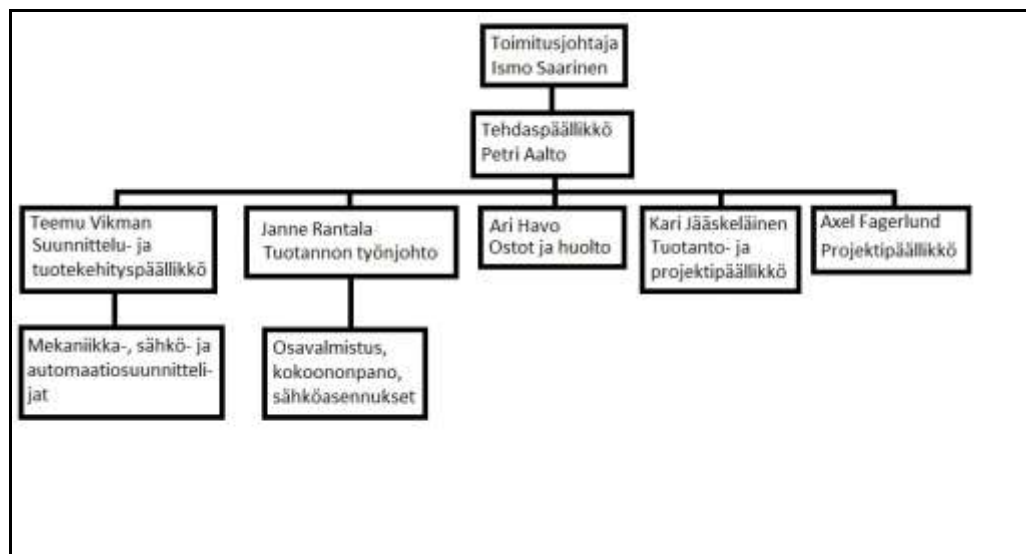 Toimitusjohtaja
Ismo Saarinen
Tehdaspäällikkö
Petri Aalto
Teemu Vikman
Suunnittelu- ja
tuotekehityspäällikkö
Janne Rantala
Tuotannon työnjohto
Ari Havo
Ostot ja huolto
Kari Jääskeläinen
Tuotanto- ja
projektipäällikkö
Axel Fagerlund
Projektipäällikkö
Mekaniikka-, sähkö- ja
automaatiosuunnitteli-
jat
Osavalmistus,
kokoononpano,
sähköasennukset